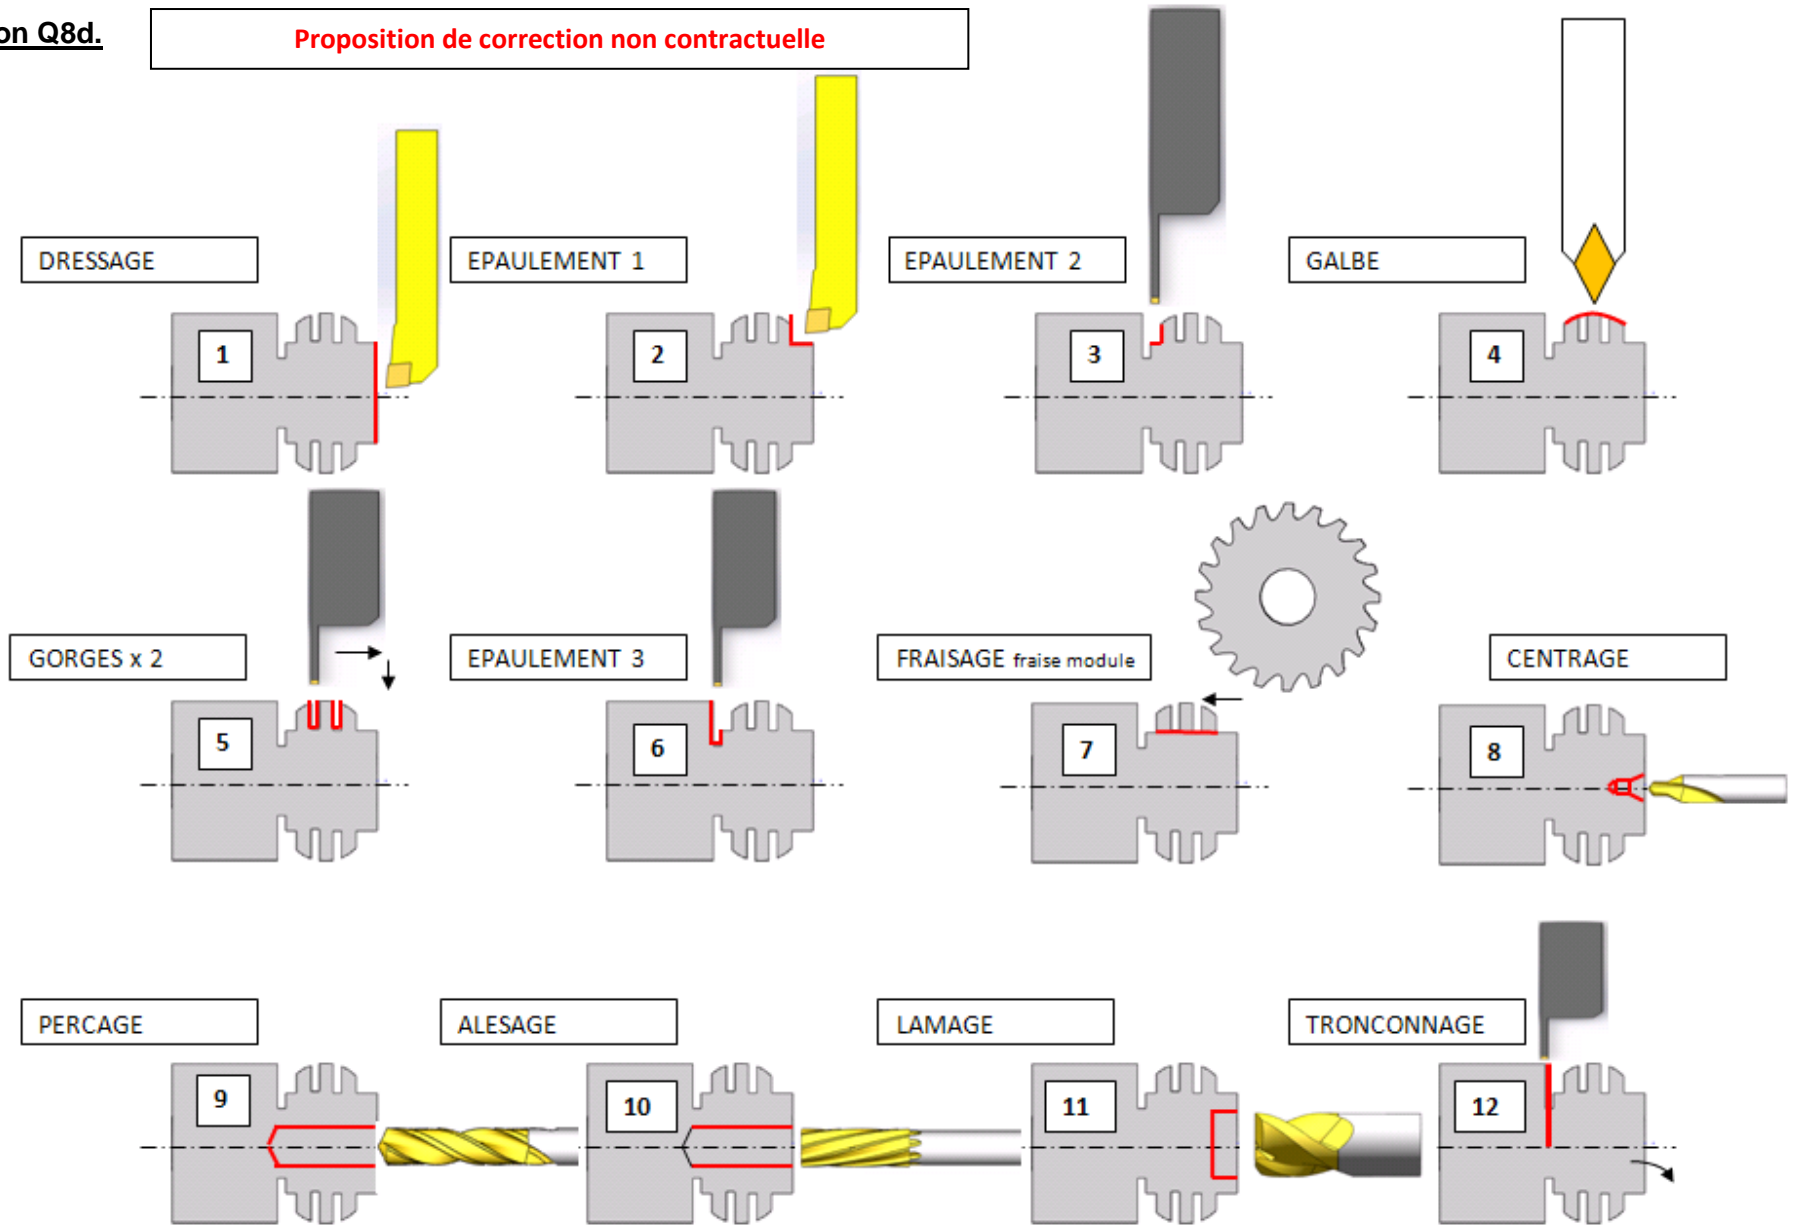 on Q8d.
Proposition de correction non contractuelle
DRESSAGE
EPAULEMENT 1
EPAULEMENT 2
GALBE
1
2
3
4
GORGES x 2
EPAULEMENT 3
FRAISAGE fraise module
CENTRAGE
5
6
7
8
PERCAGE
ALESAGE
LAMAGE
TRONCONNAGE
9
10
11
12